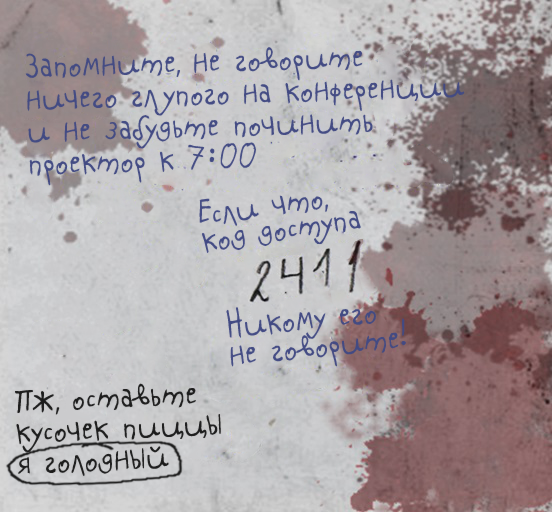 Запомните, не говорите
ничего глупого на конференции
и не забудьте починить
проектор к 7:00
Если что,
код доступа
2411
Никому его
не говорите!
Пж, оставьте
кусочек пиццы
я голодный